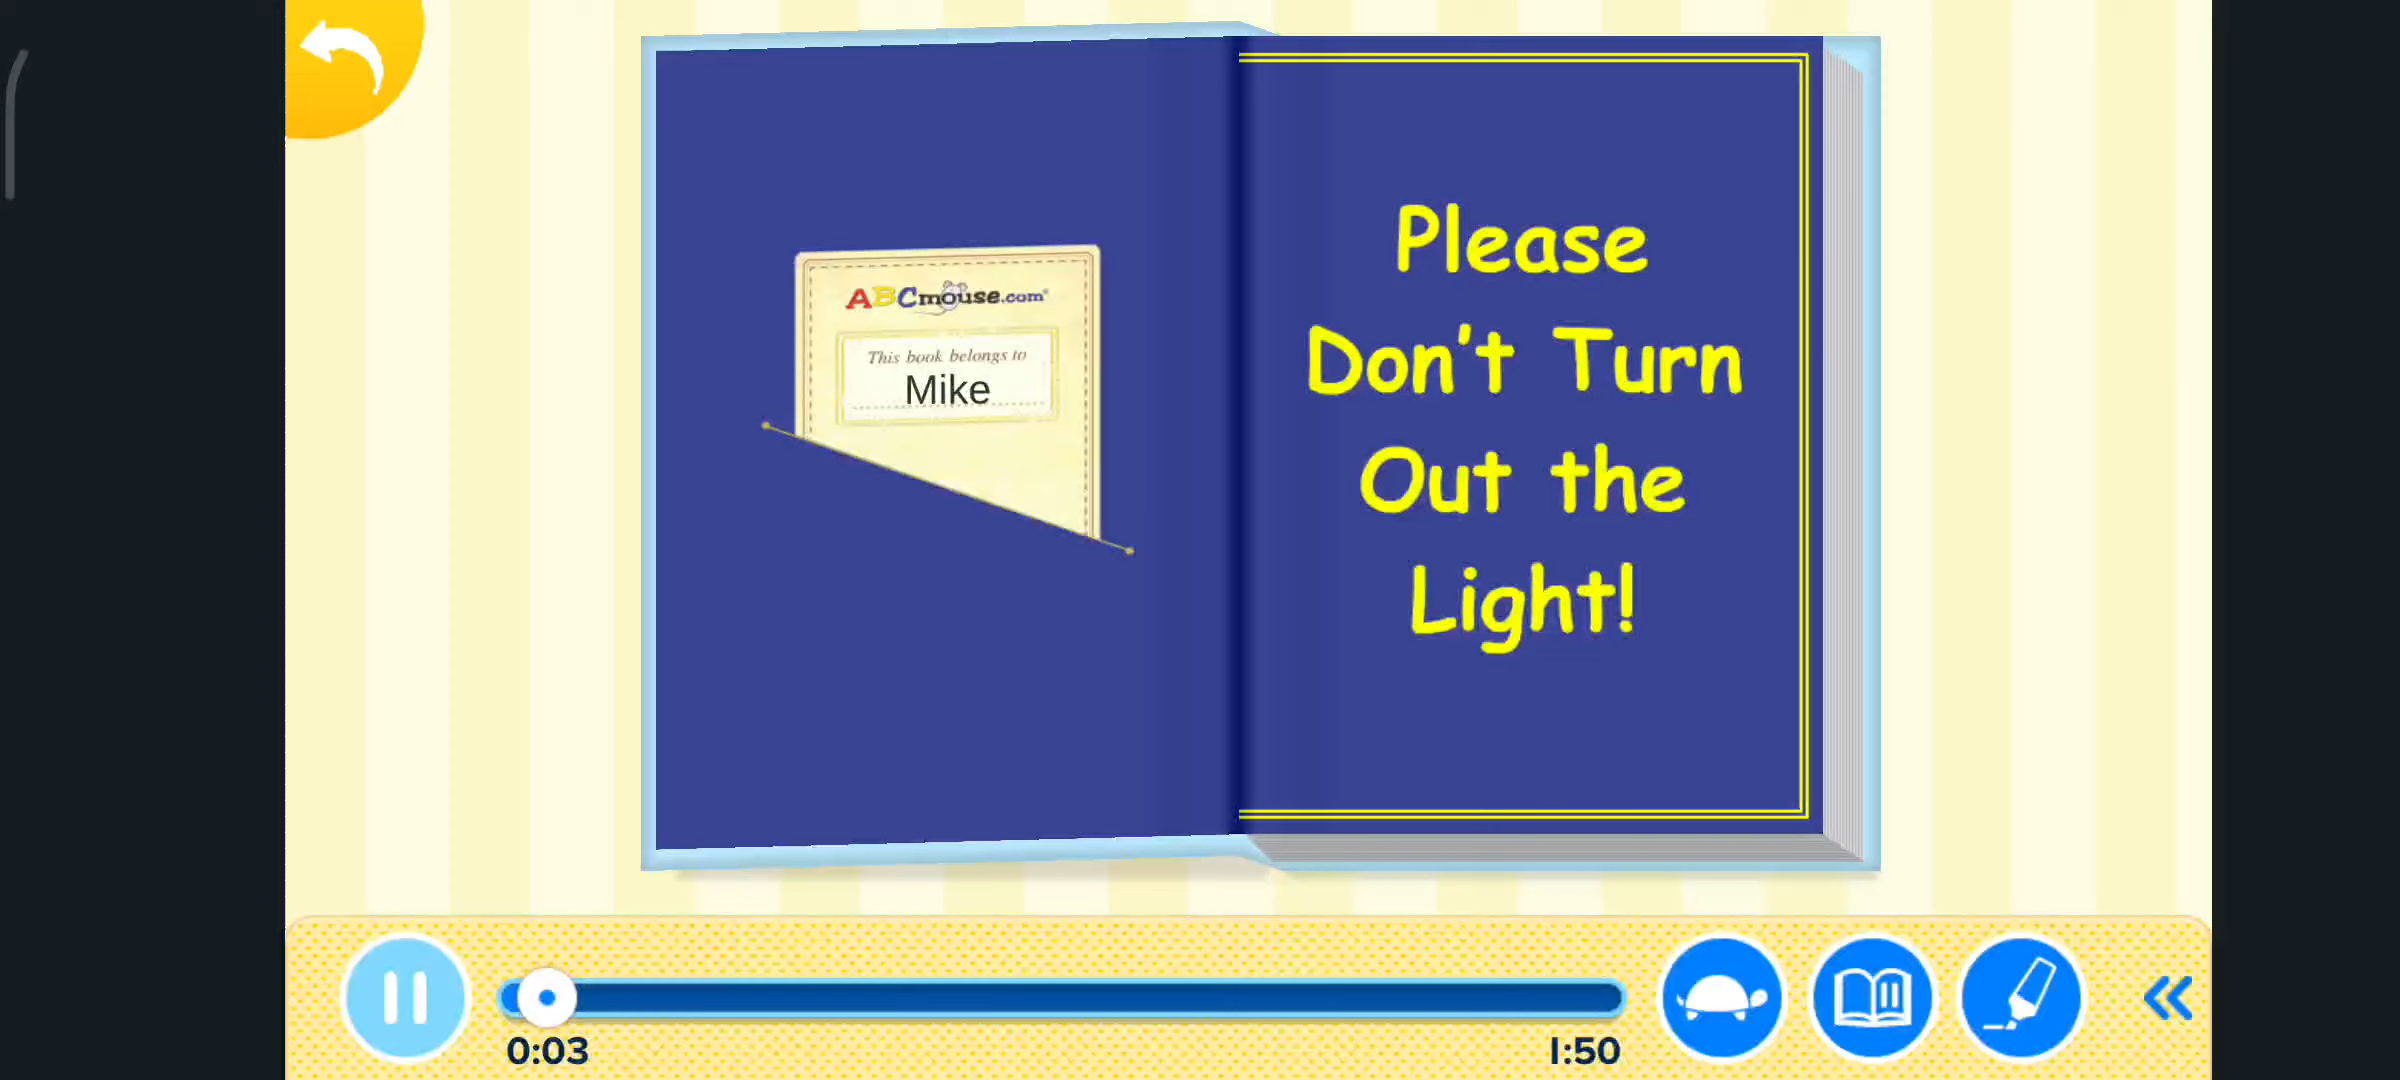 ABCmouse.com
This book belongs to
Mike
Please
Don't Turn
Out the
Light!
0:03
1:50